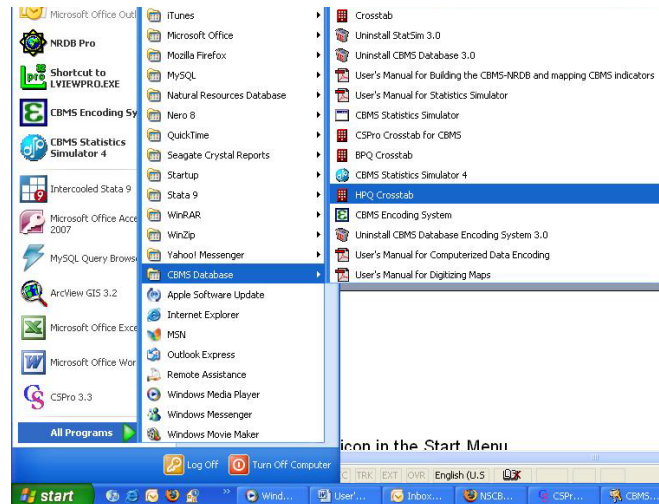 Microsoft Office Outl
NRDB Pro
Shortcut to
LVIEWPRO.EXE
CBMS Encoding Sy
CBMS Statistics
Simulator 4
Intercooled Stata 9
Microsoft Office Acce
2007
MySQL Query Brows
ArcView GIS 3.2
Microsoft Office Exce
Microsoft Office Wor
CSPro 3.3
All Programs
iTunes
Microsoft Office
Mozilla Firefox
MySQL
Natural Resources Database
Nero 8
QuickTime
Seagate Crystal Reports
Startup
Stata 9
WinRAR
WinZip
Yahoo! Messenger
CBMS Database
Apple Software Update
Internet Explorer
MSN
Outlook Express
Remote Assistance
Windows Media Player
Windows Messenger
Windows Movie Maker
Crosstab
Uninstall StatSim 3.0
Uninstall CBMS Database 3.0
User's Manual for Building the CBMS-NRDB and mapping CBMS indicators
User's Manual for Statistics Simulator
CBMS Statistics Simulator
CSPro Crosstab for CBMS
BPQ Crosstab
CBMS Statistics Simulator 4
HPQ Crosstab
CBMS Encoding System
Uninstall CBMS Database Encoding System 3.0
User's Manual for Computerized Data Encoding
User's Manual for Digitizing Maps
icon in the Start Menu
Log Off Turn Off Computer
C TRK EXT OVR English (U.S
start Wind... User'... Inbox... NSCB... CSPr... CBMS...